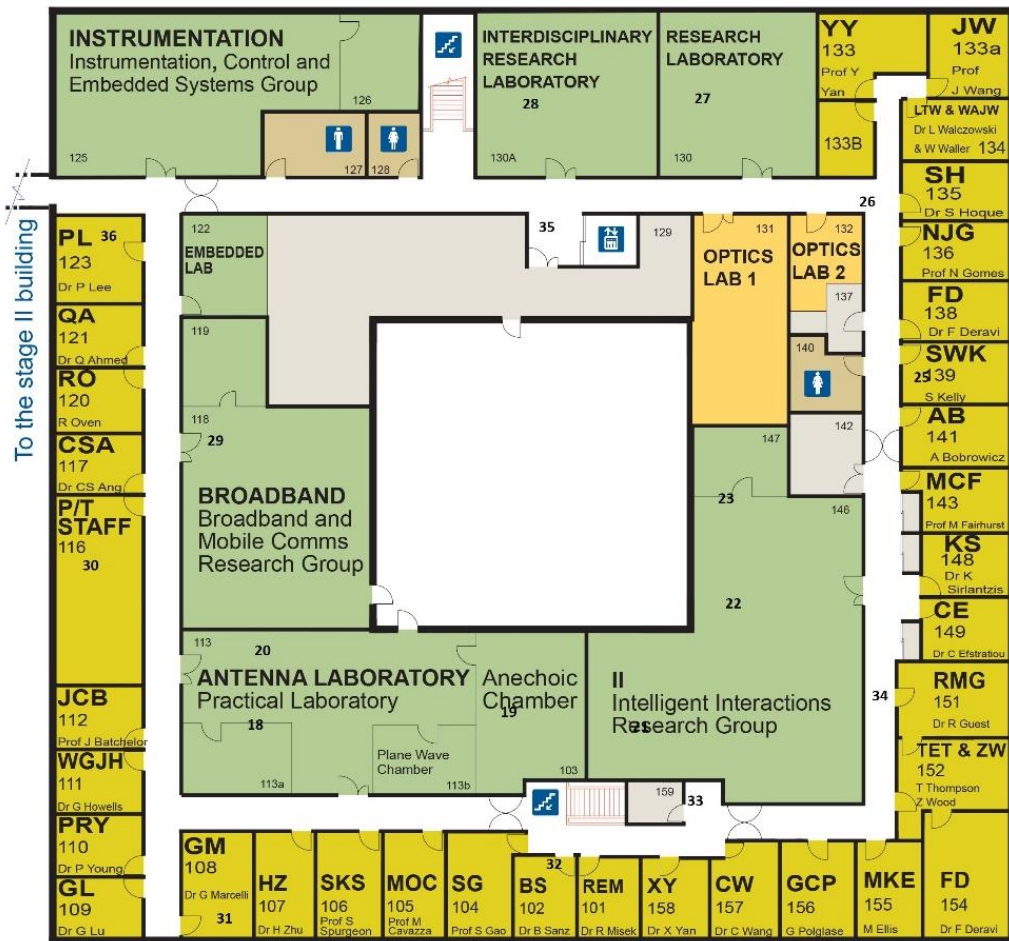 INSTRUMENTATION
Instrumentation, Control and
Embedded Systems Group
126
125
127
128
INTERDISCIPLINARY
RESEARCH
LABORATORY
28
130A
RESEARCH
LABORATORY
27
130
YY
133
Prof Y
Yan
133B
JW
133a
Prof
J Wang
LTW & WAJW
Dr L Walczowski
& W Waller 134
SH
135
Dr S Hoque
26
NJG
136
Prof N Gomes
FD
138
Dr F Deravi
SWK
25
139
S Kelly
AB
141
A Bobrowicz
MCF
143
Prof M Fairhurst
KS
148
Dr K
Sirlantzis
CE
149
Dr C Efstratiou
34
RMG
151
Dr R Guest
TET & ZW
152
T Thompson
Z Wood
FD
154
Dr F Deravi
To the stage II building
PL
36
123
Dr P Lee
QA
121
Dr Q Ahmed
RO
120
R Oven
CSA
117
Dr CS Ang
P/T
STAFF
116
30
JCB
112
Prof J Batchelor
WGJH
111
Dr G Howells
PRY
110
Dr P Young
GL
109
Dr G Lu
122
EMBEDDED
LAB
119
118
29
BROADBAND
Broadband and
Mobile Comms
Research Group
35
129
131
OPTICS
LAB 1
132
OPTICS
LAB 2
137
140
142
147
23
146
22
II
Intelligent Interactions
Research Group
21
113
20
ANTENNA LABORATORY
Practical Laboratory
18
113a
Plane Wave
Chamber
113b
Anechoic
Chamber
19
103
159
33
GM
108
Dr G Marcelli
31
HZ
107
Dr H Zhu
SKS
106
Prof S
Spurgeon
MOC
105
Prof M
Cavazza
SG
104
Prof S Gao
32
BS
102
Dr B Sanz
REM
101
Dr R Misek
XY
158
Dr X Yan
CW
157
Dr C Wang
GCP
156
G Polglase
MKE
155
M Ellis